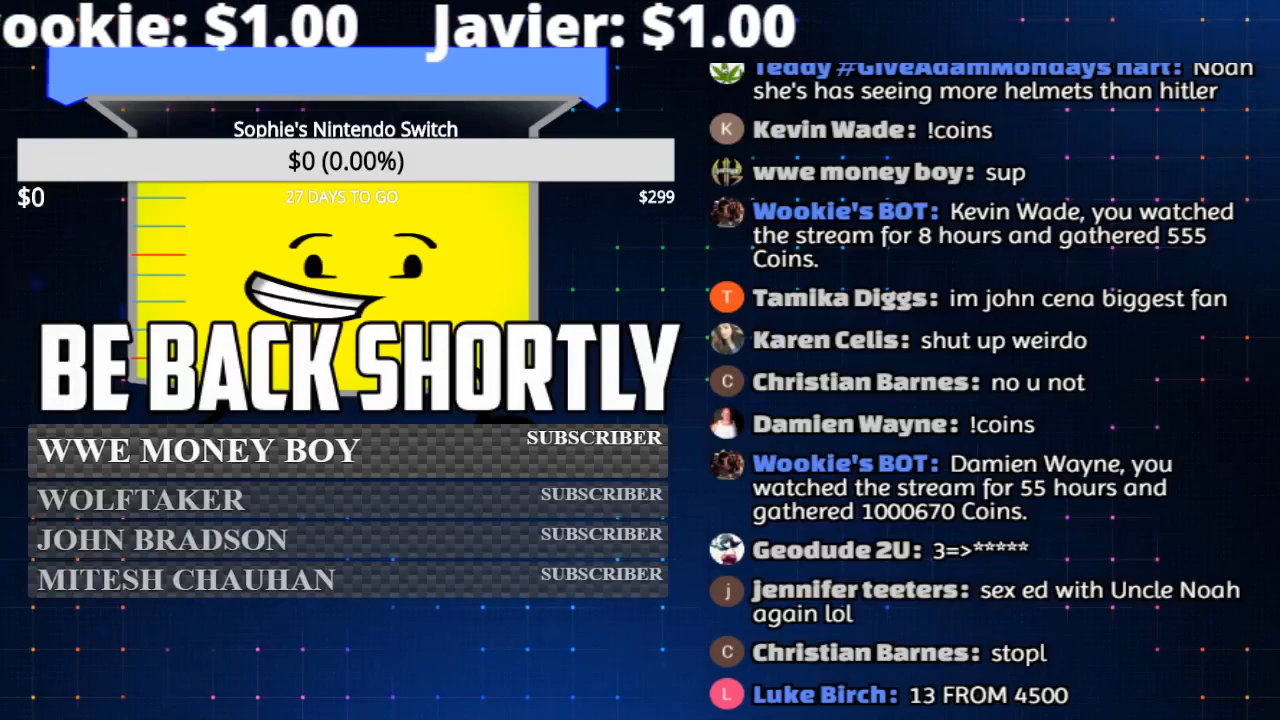 ookie: $1.00 Javier: $1.00
Sophie's Nintendo Switch
$0 (0.00%)
$0 27 DAYS TO GO $299
BE BACK SHORTLY
WWE MONEY BOY SUBSCRIBER
WOLFTAKER SUBSCRIBER
JOHN BRADSON SUBSCRIBER
MITESH CHAUHAN SUBSCRIBER
Teddy #GiveAdamMondays hart: Noah
she's has seeing more helmets than hitler
K Kevin Wade: !coins
wwe money boy: sup
Wookie's BOT: Kevin Wade, you watched
the stream for 8 hours and gathered 555
Coins.
T Tamika Diggs: im john cena biggest fan
Karen Celis: shut up weirdo
C Christian Barnes: no u not
Damien Wayne: !coins
Wookie's BOT: Damien Wayne, you
watched the stream for 55 hours and
gathered 1000670 Coins.
Geodude 2U: 3=>*****
j jennifer teeters: sex ed with Uncle Noah
again lol
C Christian Barnes: stopl
L Luke Birch: 13 FROM 4500